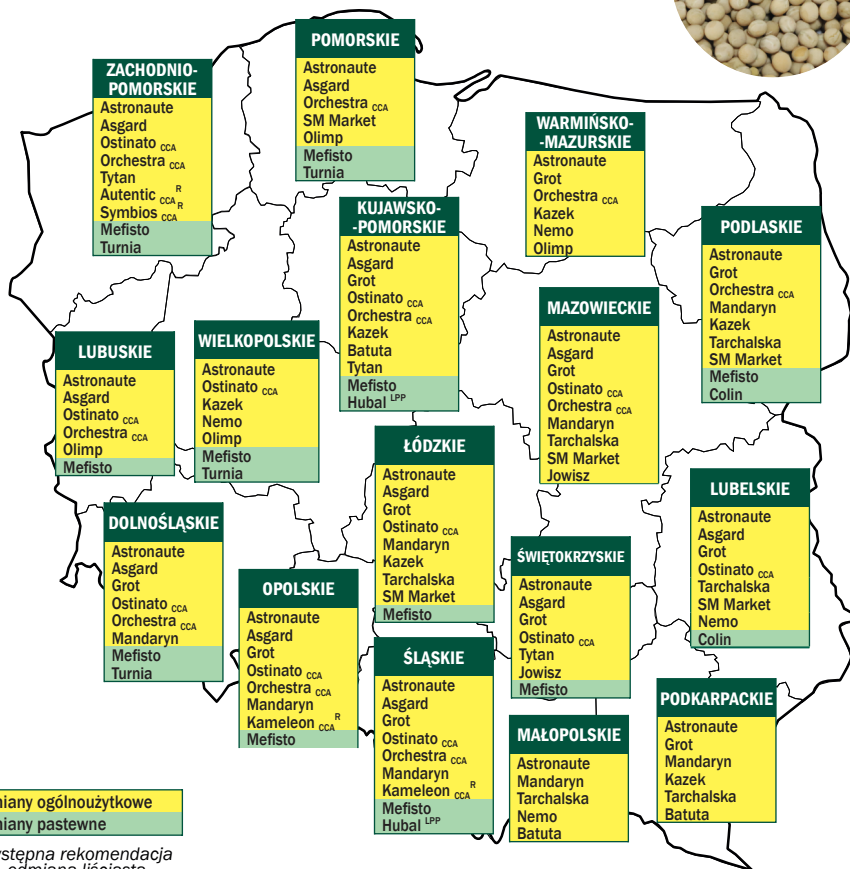 POMORSKIE
Astronaute
Asgard
Orchestra CCA
SM Market
Olimp
Mefisto
Turnia
ZACHODNIO-
POMORSKIE
Astronaute
Asgard
Ostinato CCA
Orchestra CCA
Tytan
Autentic CCA R
Symbios CCA R
Mefisto
Turnia
WARMIŃSKO-
-MAZURSKIE
Astronaute
Grot
Orchestra CCA
Kazek
Nemo
Olimp
KUJAWSKO-
-POMORSKIE
Astronaute
Asgard
Grot
Ostinato CCA
Orchestra CCA
Kazek
Batuta
Tytan
Mefisto
Hubal LPP
PODLASKIE
Astronaute
Grot
Orchestra CCA
Mandaryn
Kazek
Tarchalska
SM Market
Mefisto
Colin
MAZOWIECKIE
Astronaute
Asgard
Grot
Ostinato CCA
Orchestra CCA
Mandaryn
Tarchalska
SM Market
Jowisz
LUBUSKIE
Astronaute
Asgard
Ostinato CCA
Orchestra CCA
Olimp
Mefisto
WIELKOPOLSKIE
Astronaute
Ostinato CCA
Kazek
Nemo
Olimp
Mefisto
Turnia
ŁÓDZKIE
Astronaute
Asgard
Grot
Ostinato CCA
Mandaryn
Kazek
Tarchalska
SM Market
Mefisto
LUBELSKIE
Astronaute
Asgard
Grot
Ostinato CCA
Tarchalska
SM Market
Nemo
Colin
DOLNOŚLĄSKIE
Astronaute
Asgard
Grot
Ostinato CCA
Orchestra CCA
Mandaryn
Mefisto
Turnia
ŚWIĘTOKRZYSKIE
Astronaute
Asgard
Grot
Ostinato CCA
Tytan
Jowisz
Mefisto
OPOLSKIE
Astronaute
Asgard
Grot
Ostinato CCA
Orchestra CCA
Mandaryn
Kameleon CCA R
Mefisto
ŚLĄSKIE
Astronaute
Asgard
Grot
Ostinato CCA
Orchestra CCA
Mandaryn
Kameleon CCA R
Mefisto
Hubal LPP
MAŁOPOLSKIE
Astronaute
Mandaryn
Tarchalska
Nemo
Batuta
PODKARPACKIE
Astronaute
Grot
Mandaryn
Kazek
Tarchalska
Batuta
miany ogólnoużytkowe
miany pastewne
stępna rekomendacja
odmiana liściasta